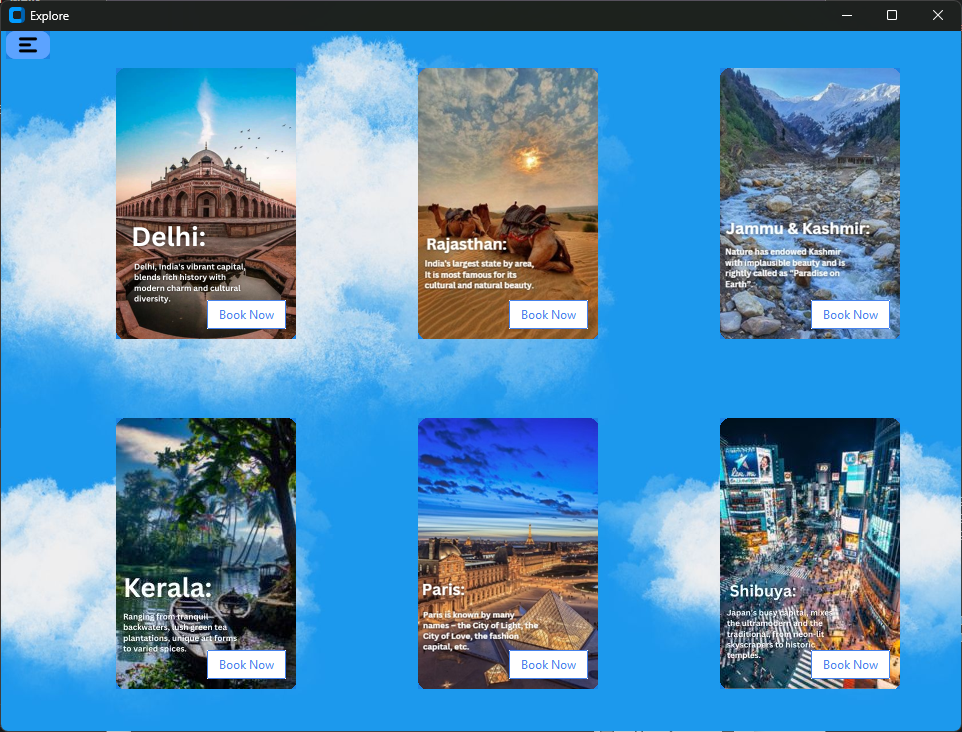 Explore
Delhi:
Delhi, India's vibrant capital,
blends rich history with
modern charm and cultural
diversity.
Book Now
Rajasthan:
India's largest state by area,
It is most famous for its
cultural and natural beauty.
Book Now
Jammu & Kashmir:
Nature has endowed Kashmir
with implausible beauty and is
rightly called as "Paradise on
Earth".
Book Now
Kerala:
Ranging from tranquil
backwaters, lush green tea
plantations, unique art forms
to varied spices.
Book Now
Paris:
Paris is known by many
names – the City of Light, the
City of Love, the fashion
capital, etc.
Book Now
Shibuya:
Japan's busy capital, mixes
the ultramodern and the
traditional, from neon-lit
skyscrapers to historic
temples.
Book Now